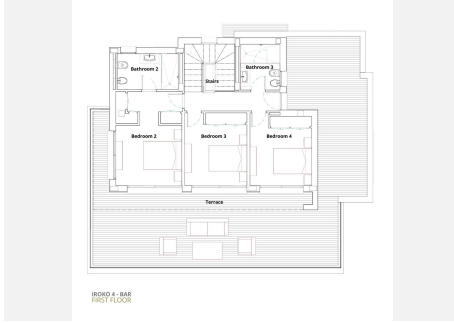 Bathroom 2
Stairs
Bathroom 3
Bedroom 2
Bedroom 3
Bedroom 4
Terrace
IROKO 4 - BAR
FIRST FLOOR